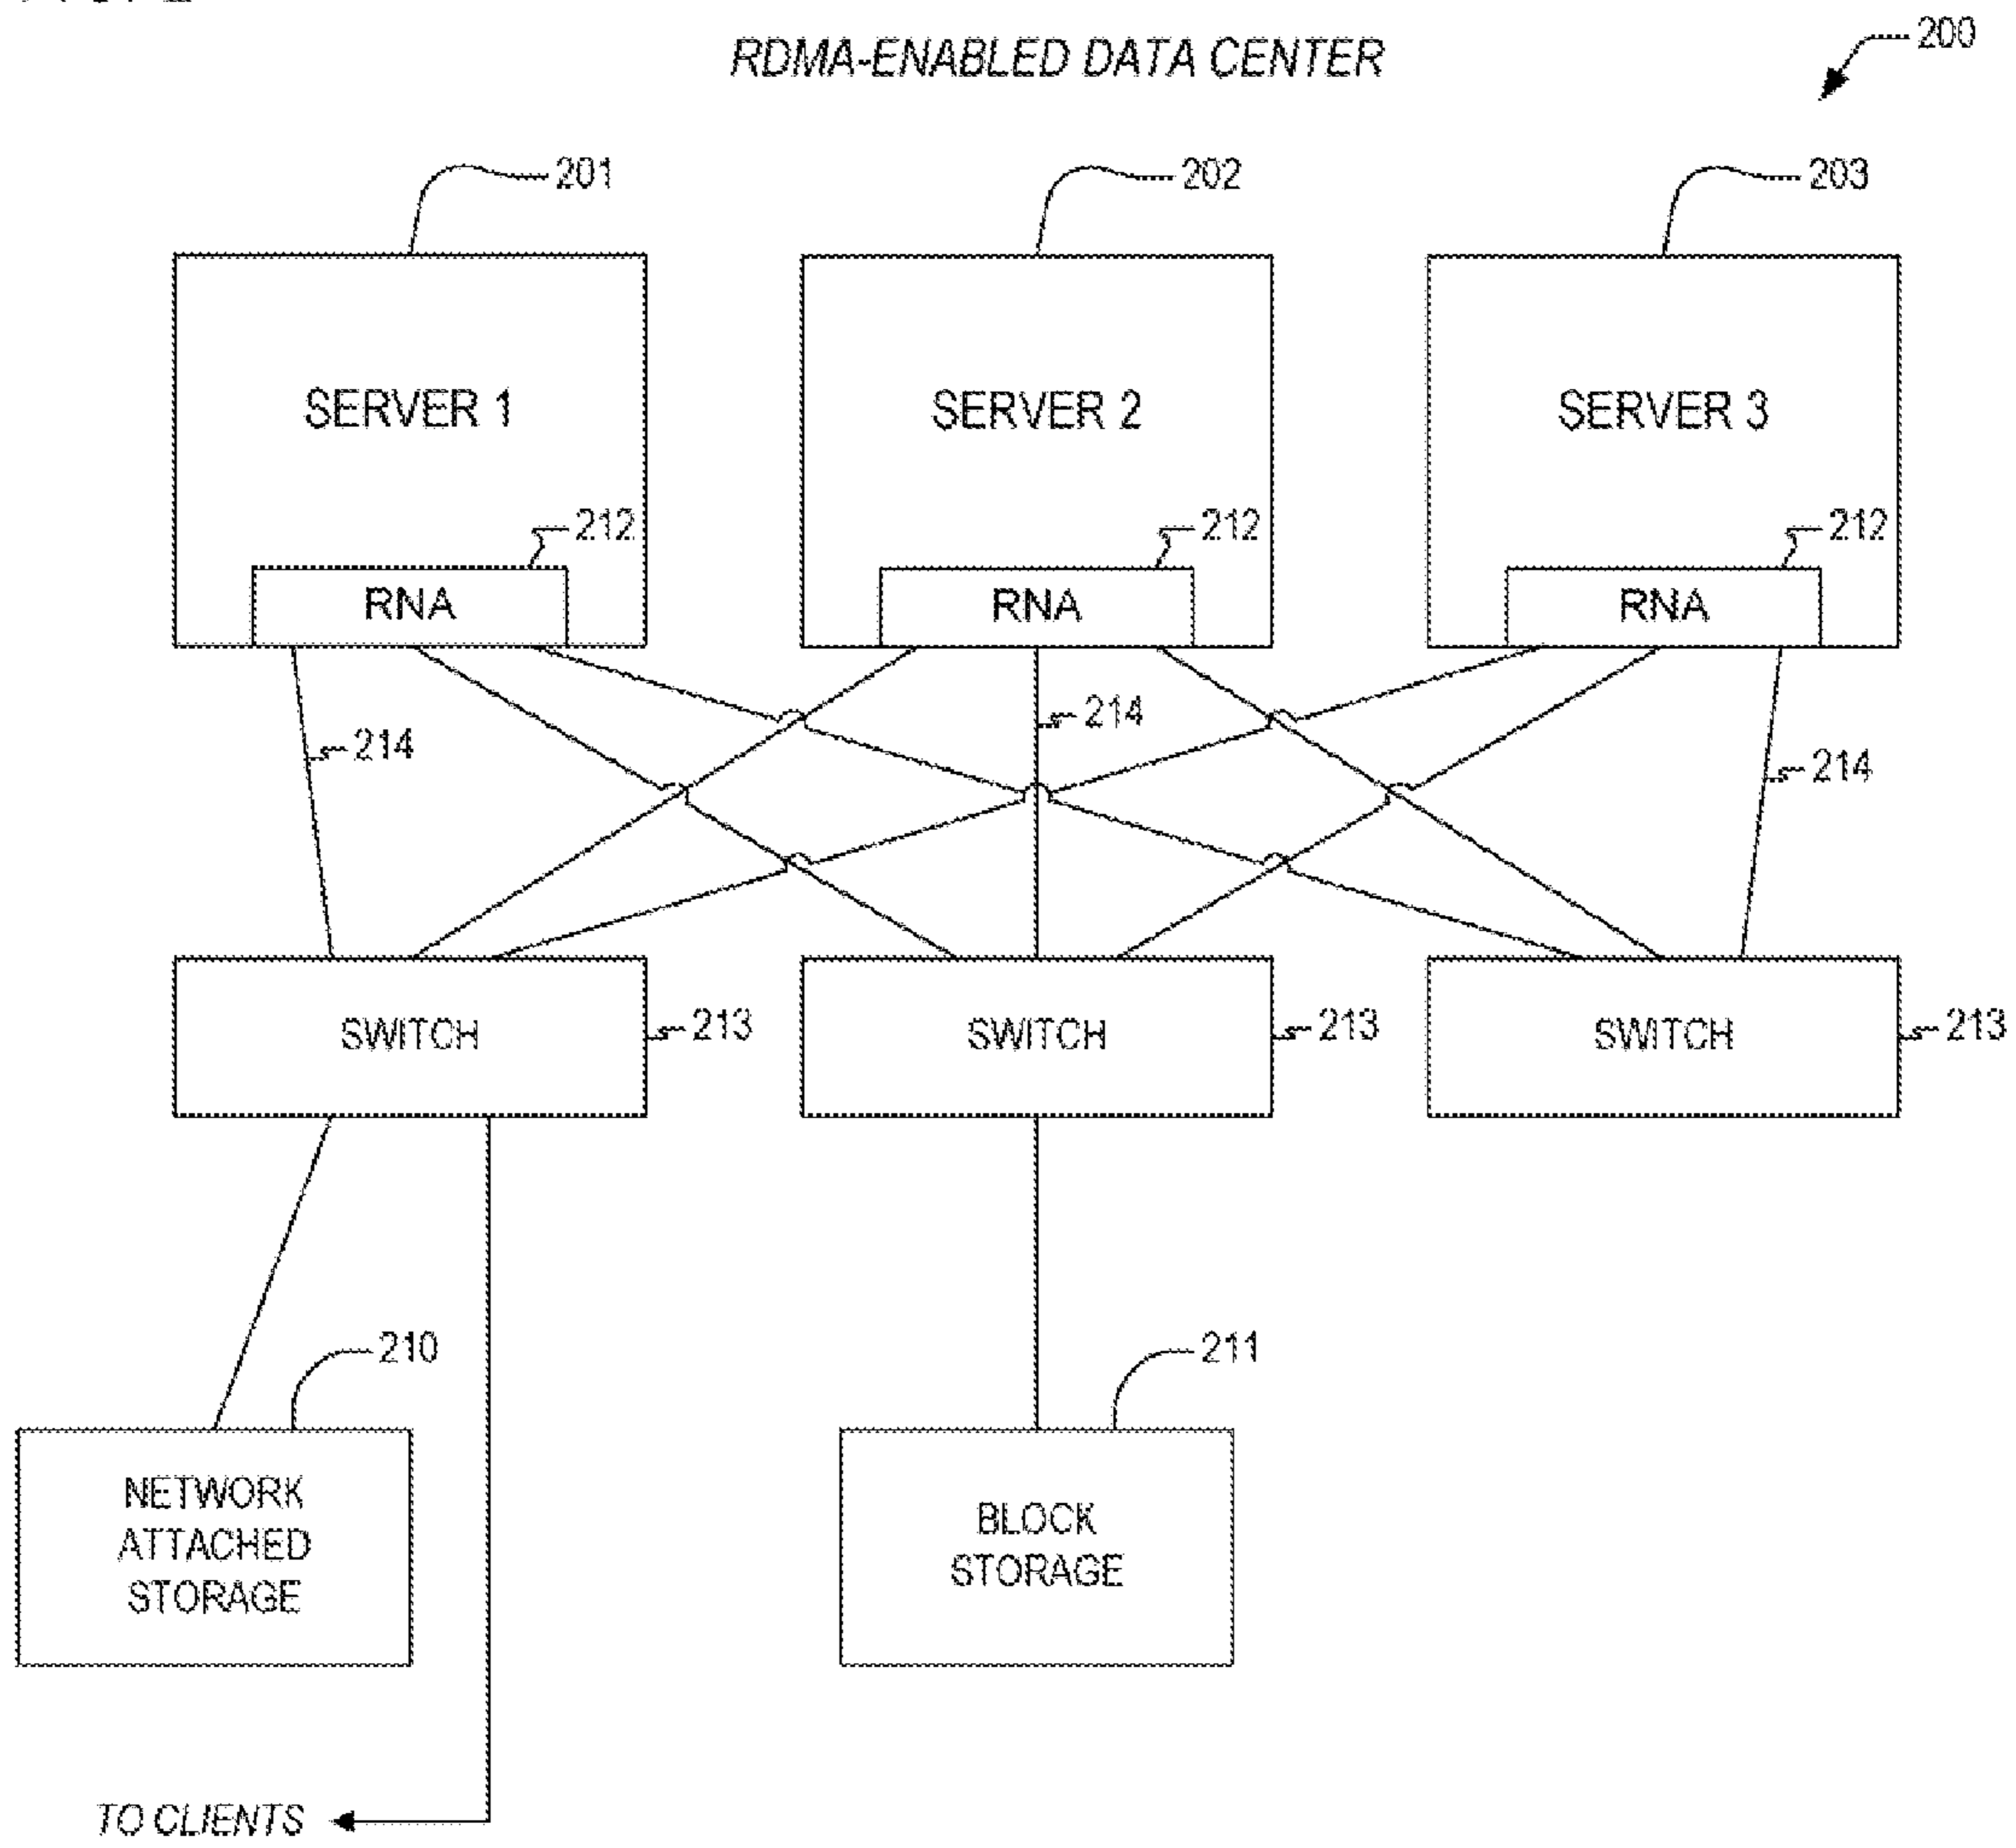 RDMA-ENABLED DATA CENTER
200
201
202
203
SERVER 1
SERVER 2
SERVER 3
212
212
212
RNA
RNA
RNA
214
214
214
SWITCH
213
SWITCH
213
SWITCH
213
210
211
NETWORK
ATTACHED
STORAGE
BLOCK
STORAGE
TO CLIENTS